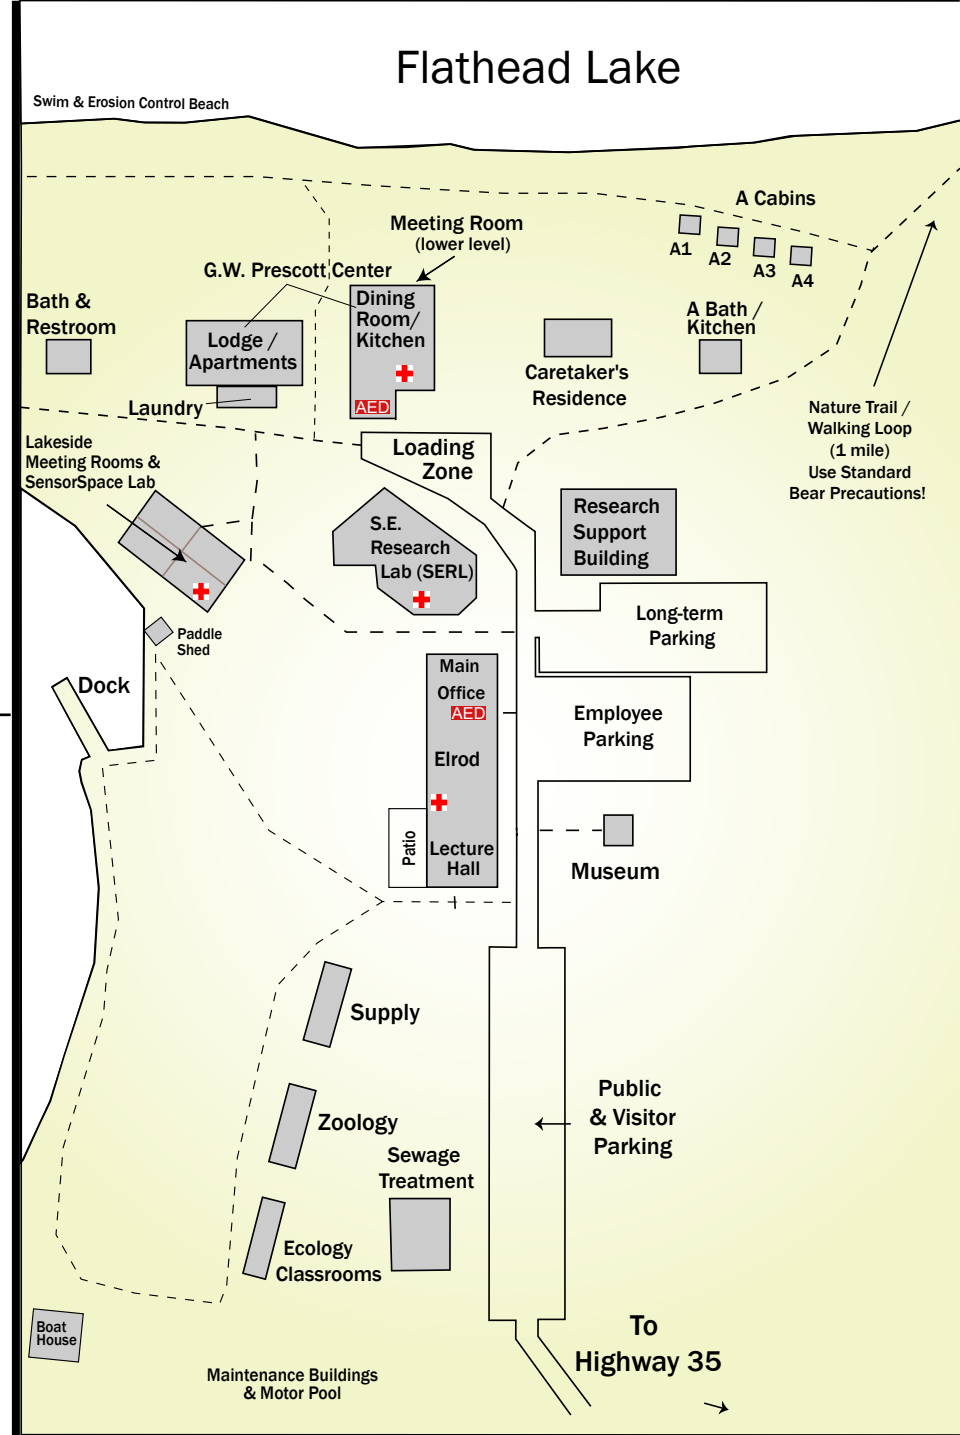 Flathead Lake
Swim & Erosion Control Beach
A Cabins
A1
A2
A3
A4
Meeting Room
(lower level)
G.W. Prescott Center
Bath &
Restroom
Dining
Room/
Kitchen
AED
Lodge /
Apartments
Laundry
A Bath /
Kitchen
Caretaker's
Residence
Nature Trail /
Walking Loop
(1 mile)
Use Standard
Bear Precautions!
Loading
Zone
Lakeside
Meeting Rooms &
SensorSpace Lab
S.E.
Research
Lab (SERL)
Research
Support
Building
Long-term
Parking
Paddle
Shed
Dock
Main
Office
AED
Elrod
Lecture
Hall
Patio
Employee
Parking
Museum
Supply
Zoology
Sewage
Treatment
Public
& Visitor
Parking
Ecology
Classrooms
Boat
House
To
Highway 35
Maintenance Buildings
& Motor Pool